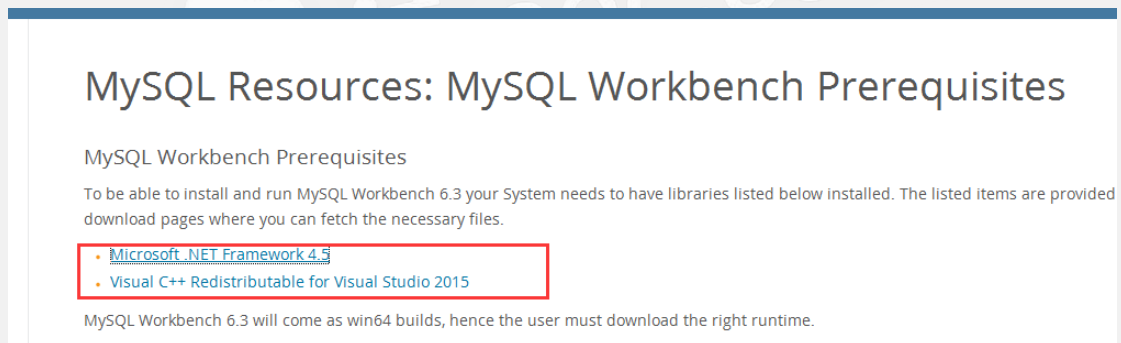 MySQL Resources: MySQL Workbench Prerequisites
MySQL Workbench Prerequisites
To be able to install and run MySQL Workbench 6.3 your System needs to have libraries listed below installed. The listed items are provided
download pages where you can fetch the necessary files.
Microsoft .NET Framework 4.5
Visual C++ Redistributable for Visual Studio 2015
MySQL Workbench 6.3 will come as win64 builds, hence the user must download the right runtime.